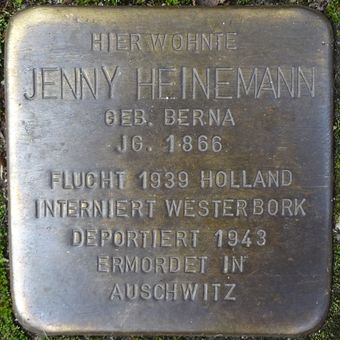 HIER WOHNTE
JENNY HEINEMANN
GEB. BERNA
JG. 1866
FLUCHT 1939 HOLLAND
INTERNIERT WESTERBORK
DEPORTIERT 1943
ERMORDET IN
AUSCHWITZ